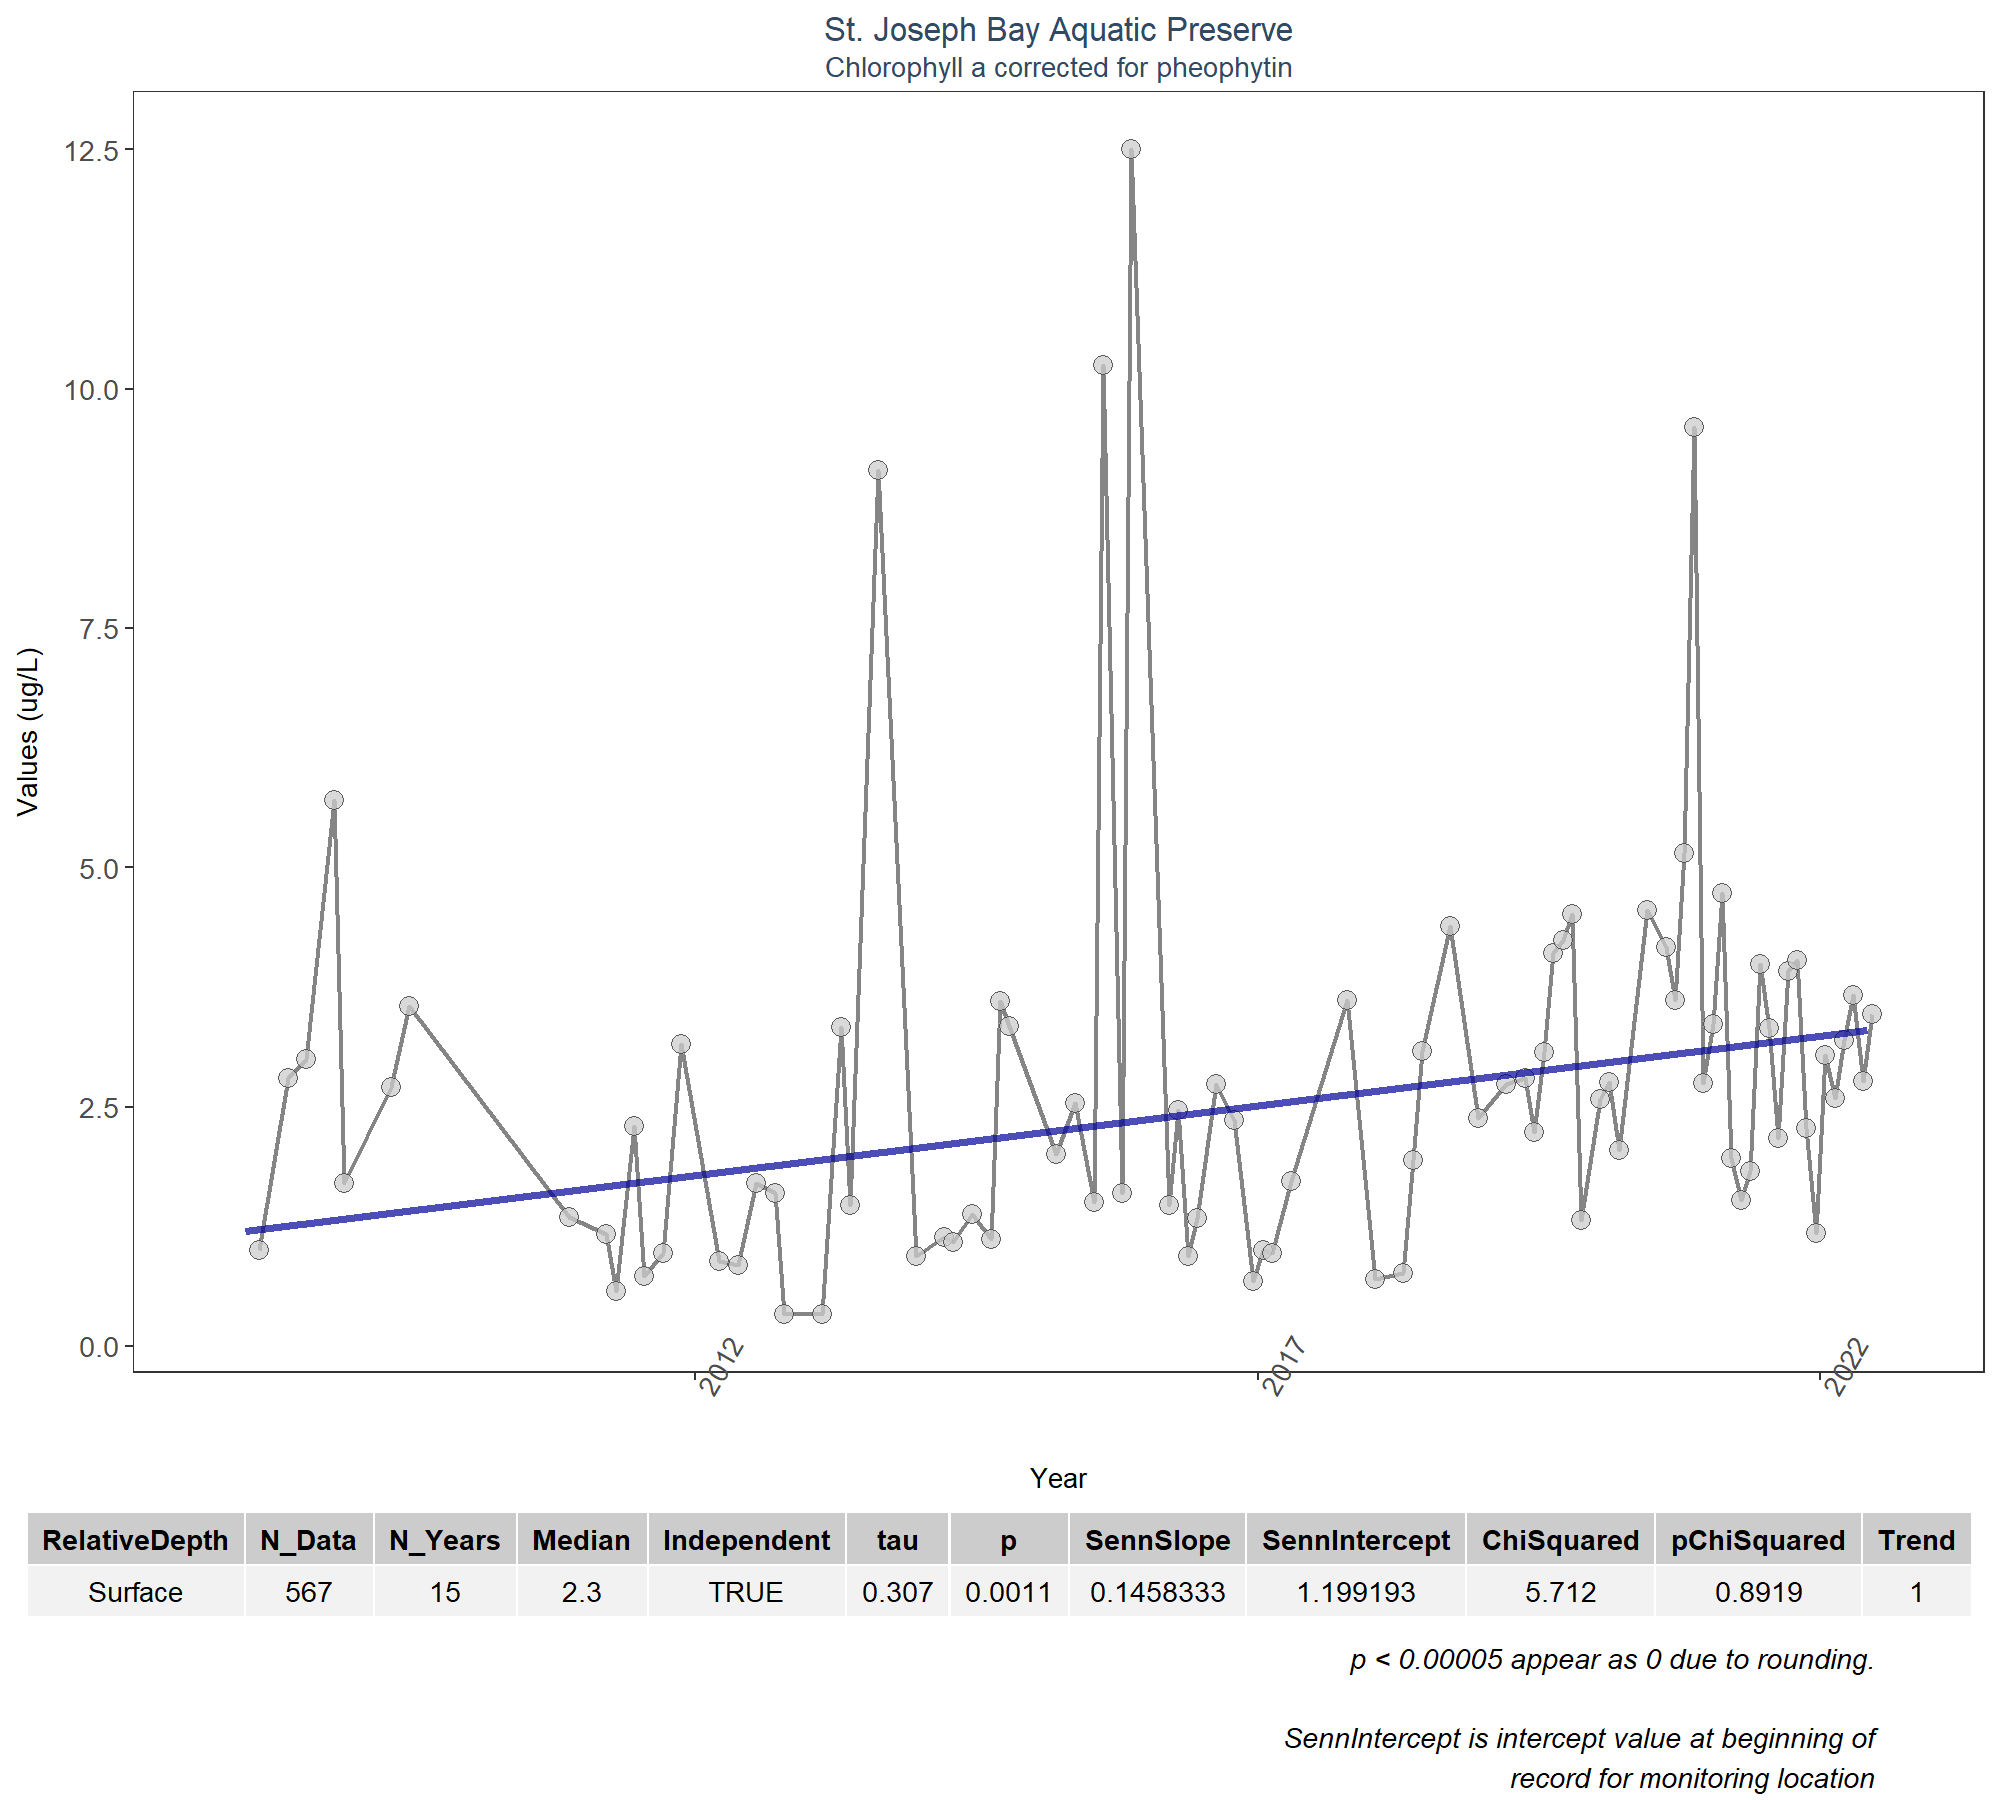 St. Joseph Bay Aquatic Preserve
Chlorophyll a corrected for pheophytin
Values (ug/L)
12.5
10.0
7.5
5.0
2.5
0.0
2012 2017 2022
Year
RelativeDepth N_Data N_Years Median Independent tau p SennSlope SennIntercept ChiSquared pChiSquared Trend
Surface 567 15 2.3 TRUE 0.307 0.0011 0.1458333 1.199193 5.712 0.8919 1
p < 0.00005 appear as 0 due to rounding.
SennIntercept is intercept value at beginning of
record for monitoring location